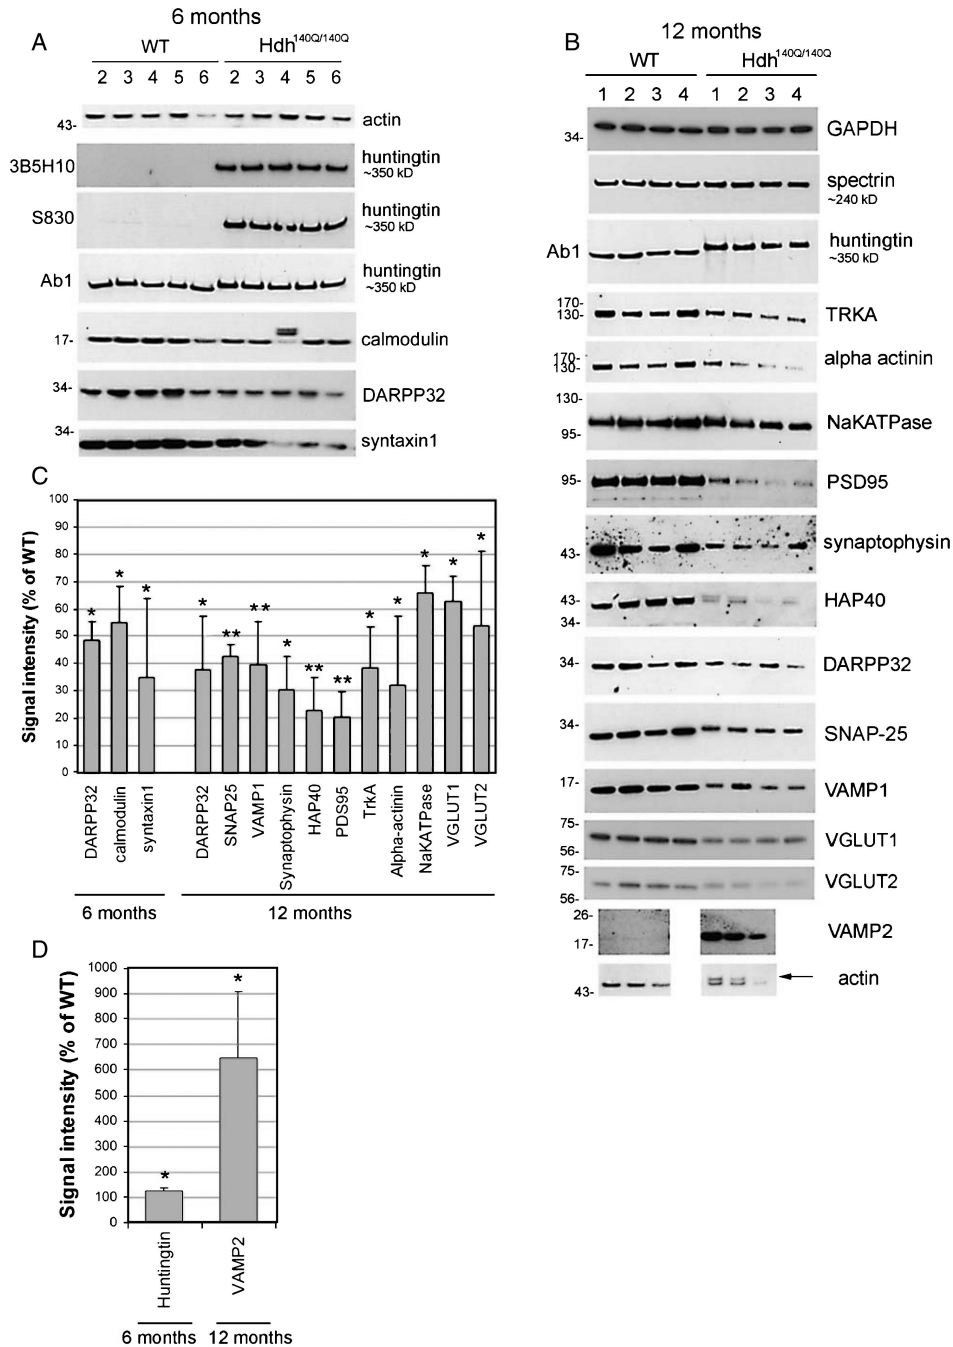 6 months
A
WT
Hdh140Q/140Q
2 3 4 5 6 2 3 4 5 6
43-
actin
3B5H10
huntingtin
~350 kD
S830
huntingtin
~350 kD
Ab1
huntingtin
~350 kD
17-
calmodulin
34-
DARPP32
34-
syntaxin1
B
12 months
WT
Hdh140Q/140Q
1 2 3 4 1 2 3 4
34-
GAPDH
spectrin
~240 kD
Ab1
huntingtin
~350 kD
170-
130-
TRKA
170-
130-
alpha actinin
130-
95-
NaKATPase
95-
PSD95
43-
synaptophysin
43-
34-
HAP40
34-
DARPP32
34-
SNAP-25
17-
VAMP1
75-
56-
VGLUT1
75-
56-
VGLUT2
26-
17-
VAMP2
43-
actin
C
Signal intensity (% of WT)
100
90
80
70
60
50
40
30
20
10
0
* * * * ** ** * ** ** * * * * *
DARPP32
calmodulin
syntaxin1
DARPP32
SNAP25
VAMP1
Synaptophysin
HAP40
PDS95
TrkA
Alpha-actinin
NaKATPase
VGLUT1
VGLUT2
6 months
12 months
D
Signal intensity (% of WT)
1000
900
800
700
600
500
400
300
200
100
0
* *
Huntingtin
VAMP2
6 months
12 months